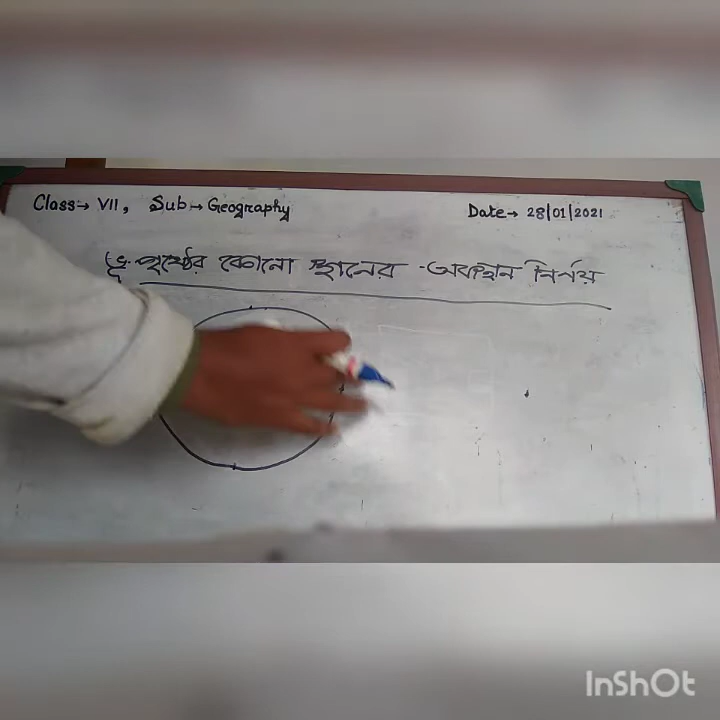 Class→ VII, Sub→Geography
Date→ 28/01/2021
ভূ-পৃষ্ঠের কোনো স্থানের অবস্থান নির্ণয়
InShOt